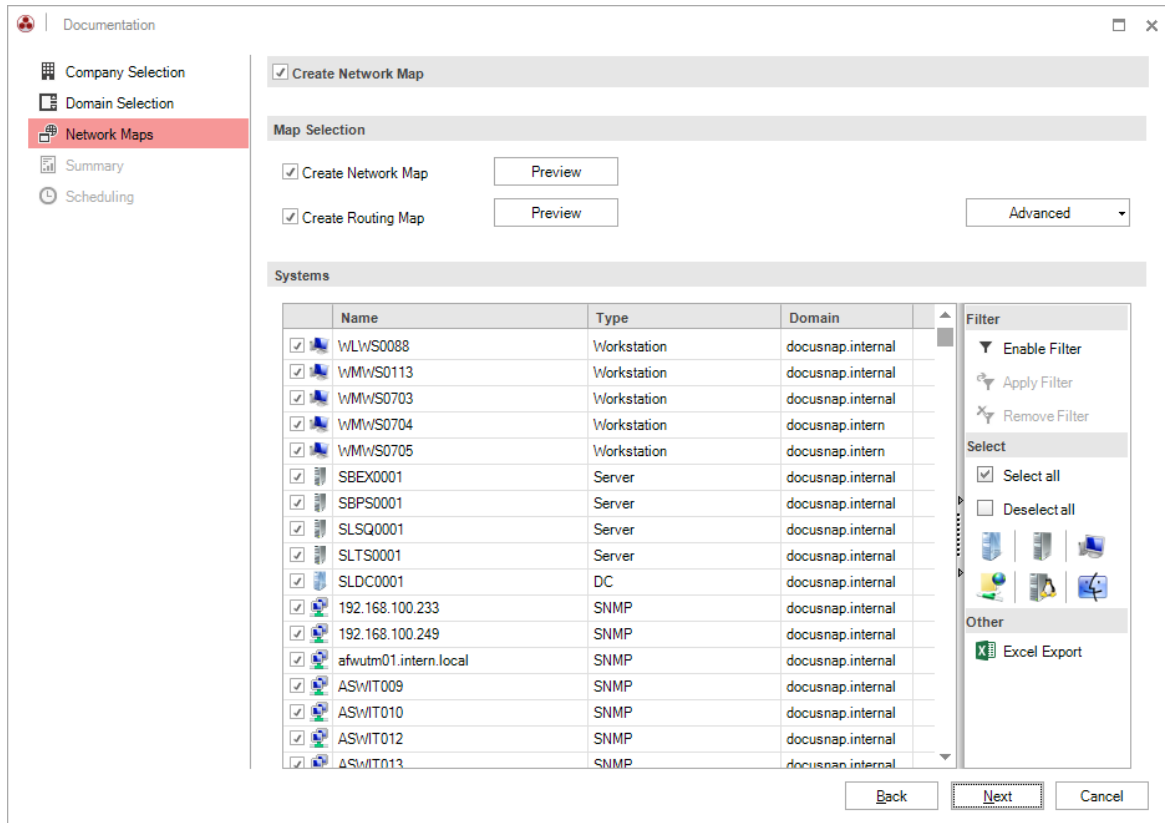 Documentation
Company Selection
Domain Selection
Network Maps
Summary
Scheduling
Create Network Map
Map Selection
Create Network Map Preview
Create Routing Map Preview Advanced
Systems
Name Type Domain
WLWS0088 Workstation docusnap.internal
WMWS0113 Workstation docusnap.internal
WMWS0703 Workstation docusnap.internal
WMWS0704 Workstation docusnap.intern
WMWS0705 Workstation docusnap.intern
SBEX0001 Server docusnap.internal
SBPS0001 Server docusnap.internal
SLSQ0001 Server docusnap.internal
SLTS0001 Server docusnap.internal
SLDC0001 DC docusnap.internal
192.168.100.233 SNMP docusnap.internal
192.168.100.249 SNMP docusnap.internal
afwutm01.intern.local SNMP docusnap.internal
ASWIT009 SNMP docusnap.internal
ASWIT010 SNMP docusnap.internal
ASWIT012 SNMP docusnap.internal
ASWIT013 SNMP docusnap.internal
Filter
Enable Filter
Apply Filter
Remove Filter
Select
Select all
Deselect all
Other
Excel Export
Back Next Cancel